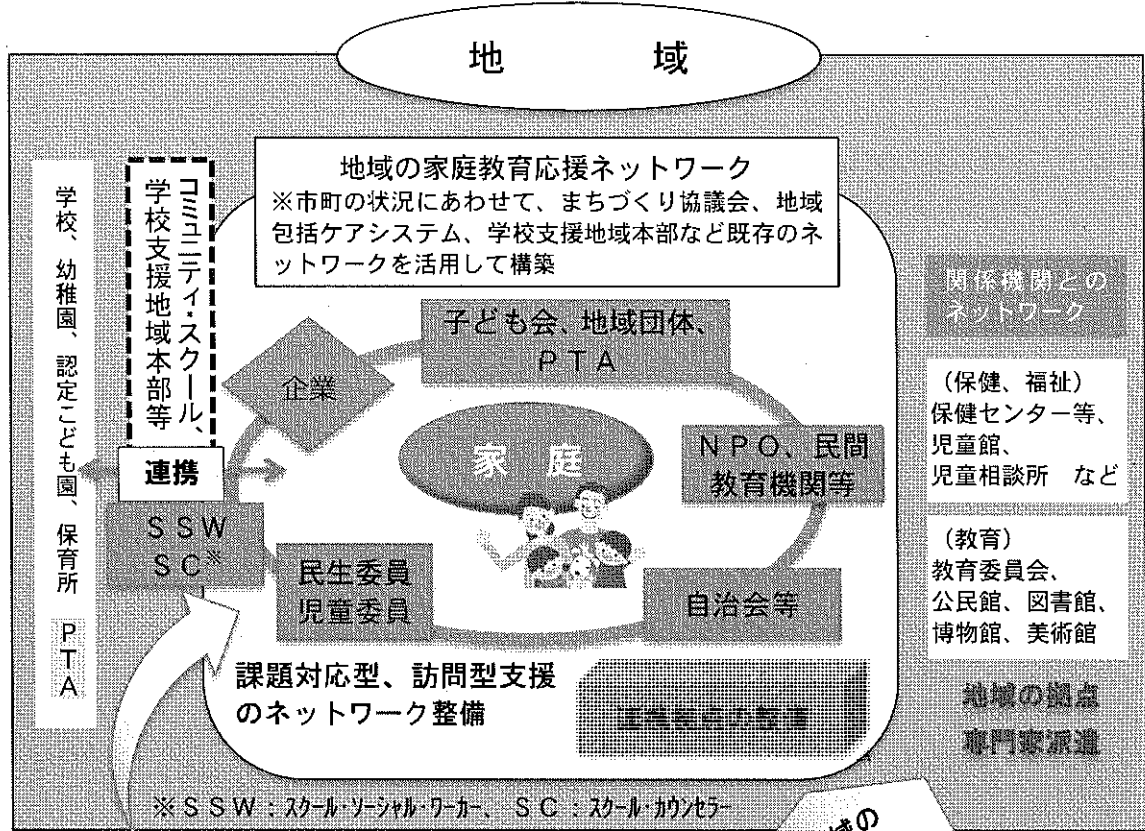 地　域
地域の家庭教育応援ネットワーク
※市町の状況にあわせて、まちづくり協議会、地域
包括ケアシステム、学校支援地域本部など既存のネ
ットワークを活用して構築
学校、幼稚園、認定こども園、保育所　PTA
コミュニティ・スクール、
学校支援地域本部等
連携
SSW
SC※
企業
子ども会、地域団体、
PTA
家庭
NPO、民間
教育機関等
民生委員
児童委員
自治会等
課題対応型、訪問型支援
のネットワーク整備
関係機関との
ネットワーク
（保健、福祉）
保健センター等、
児童館、
児童相談所　など
（教育）
教育委員会、
公民館、図書館、
博物館、美術館
地域の拠点
専門家派遣
※SSW：スクール・ソーシャル・ワーカー、SC：スクール・カウンセラー